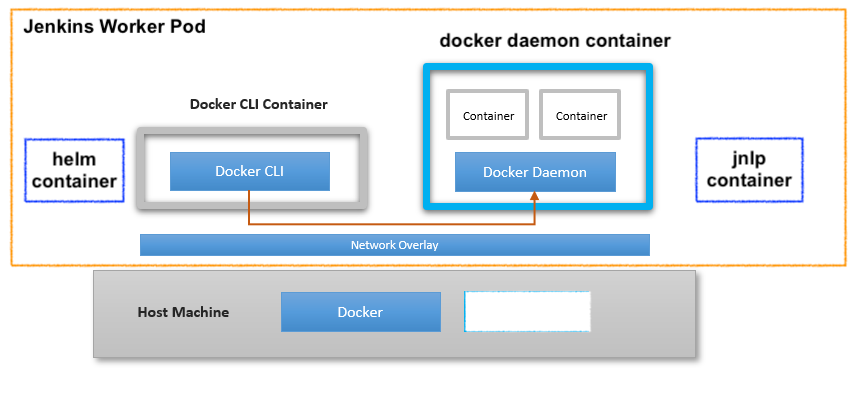 Jenkins Worker Pod
docker daemon container
Docker CLI Container
Container
Container
helm
container
Docker CLI
Docker Daemon
jnlp
container
Network Overlay
Host Machine
Docker